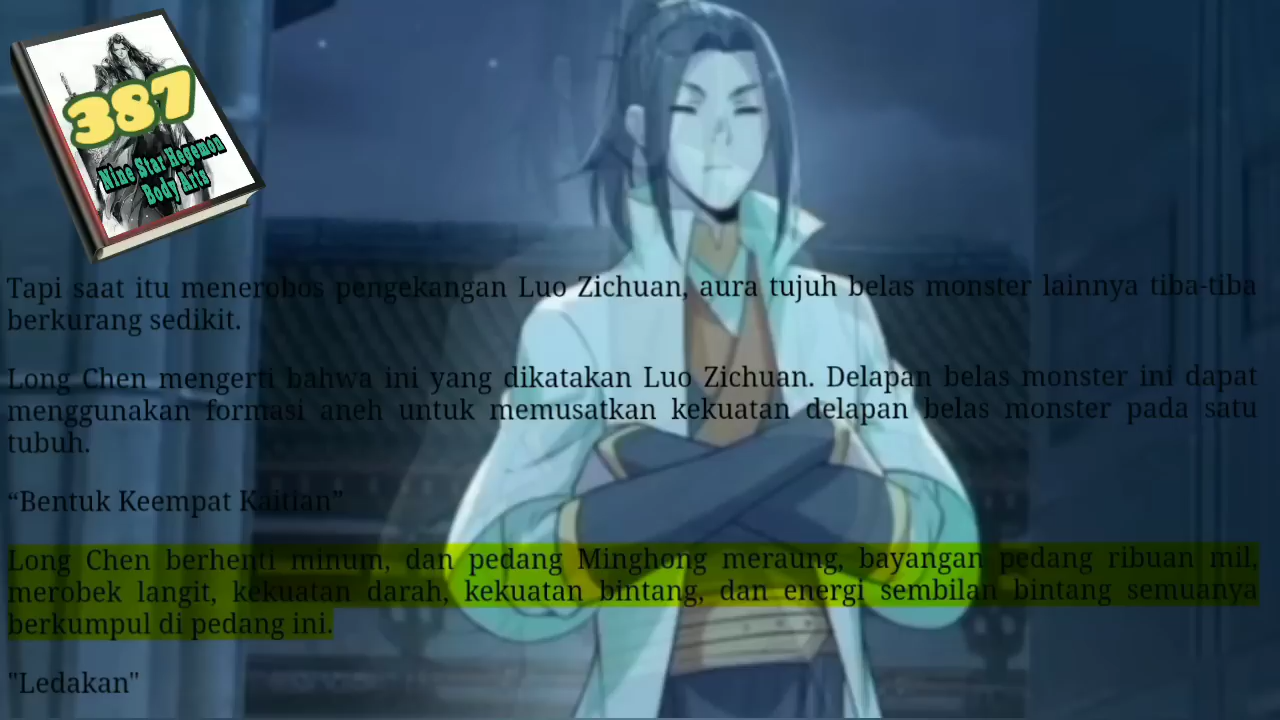 387
Nine Star Hegemon
Body Arts
Tapi saat itu menerobos pengekangan Luo Zichuan, aura tujuh belas monster lainnya tiba-tiba
berkurang sedikit.
Long Chen mengerti bahwa ini yang dikatakan Luo Zichuan. Delapan belas monster ini dapat
menggunakan formasi aneh untuk memusatkan kekuatan delapan belas monster pada satu
tubuh.
“Bentuk Keempat Kaitian”
Long Chen berhenti minum, dan pedang Minghong meraung, bayangan pedang ribuan mil,
merobek langit, kekuatan darah, kekuatan bintang, dan energi sembilan bintang semuanya
berkumpul di pedang ini.
"Ledakan"